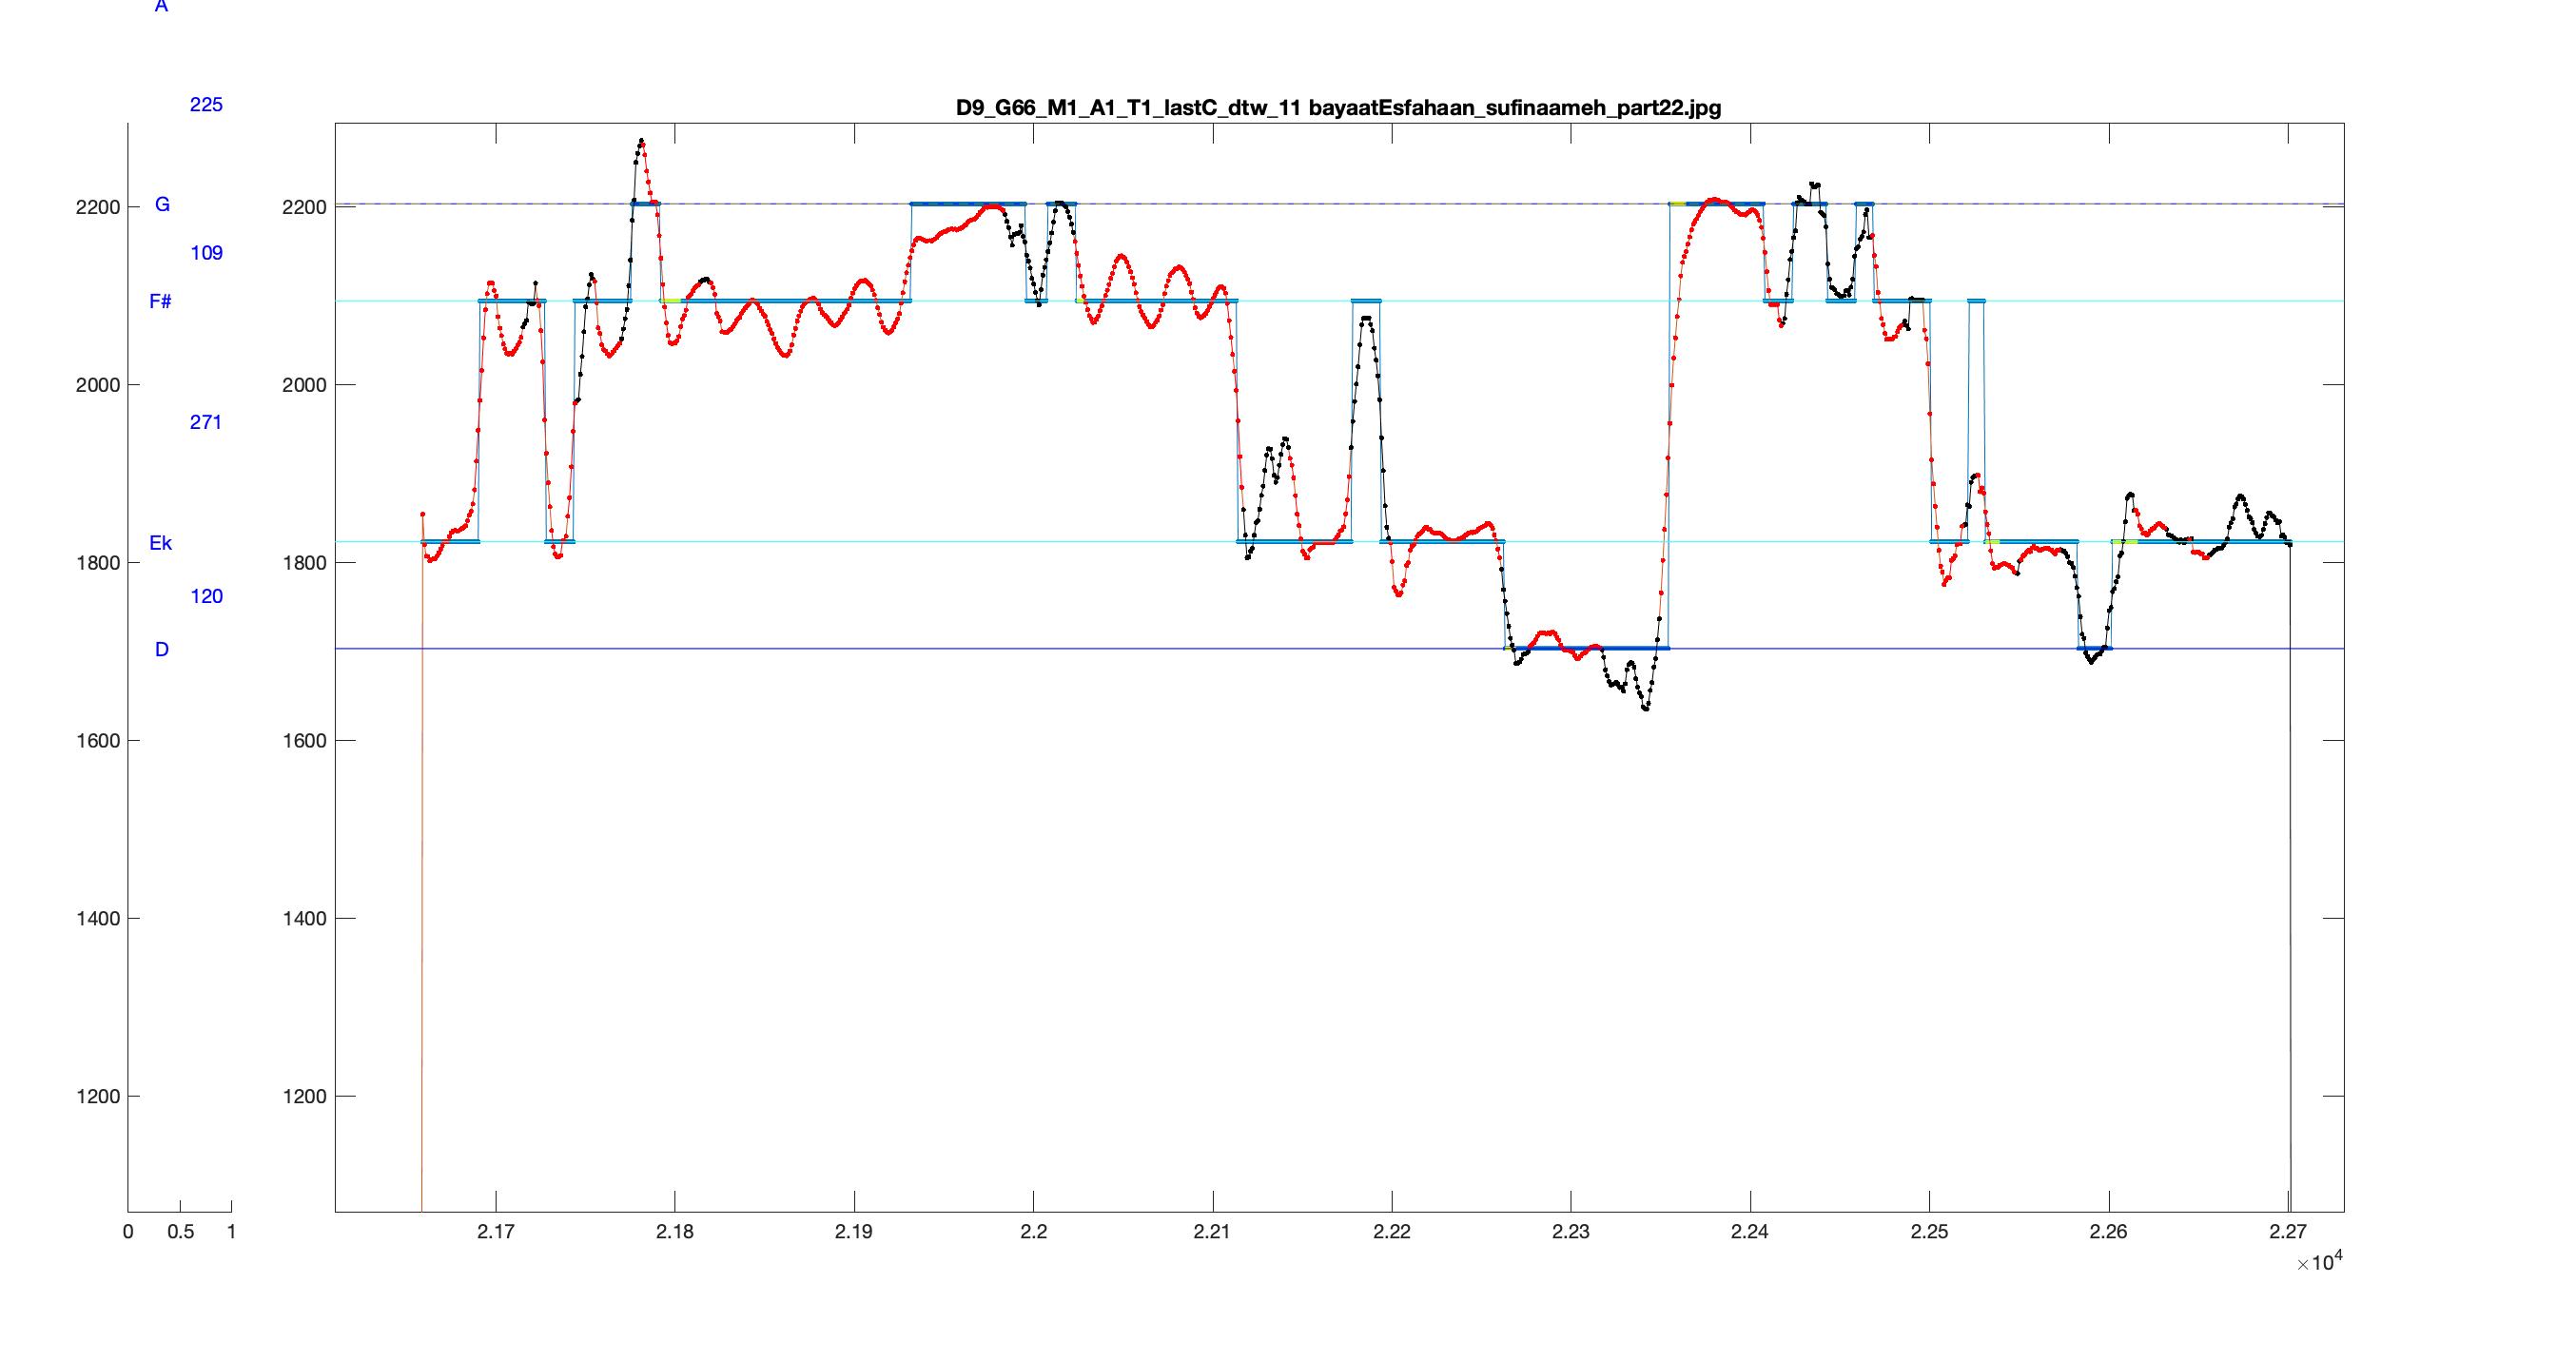 A
225
D9_G66_M1_A1_T1_lastC_dtw_11 bayaatEsfahaan_sufinaameh_part22.jpg
2200 G 2200
109
F#
2000 2000
271
Ek
1800 1800
120
D
1600 1600
1400 1400
1200 1200
0 0.5 1 2.17 2.18 2.19 2.2 2.21 2.22 2.23 2.24 2.25 2.26 2.27
×10⁴